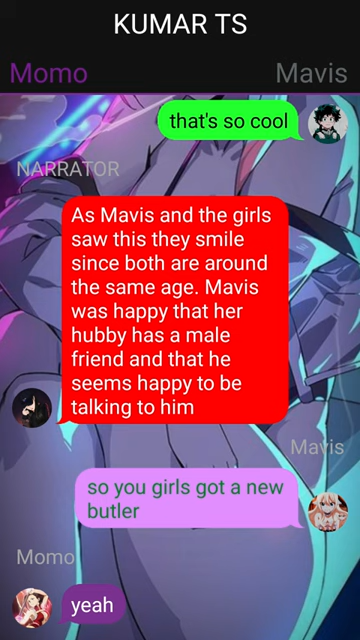 KUMAR TS
Momo Mavis
that's so cool
NARRATOR
As Mavis and the girls
saw this they smile
since both are around
the same age. Mavis
was happy that her
hubby has a male
friend and that he
seems happy to be
talking to him
Mavis
so you girls got a new
butler
Momo
yeah